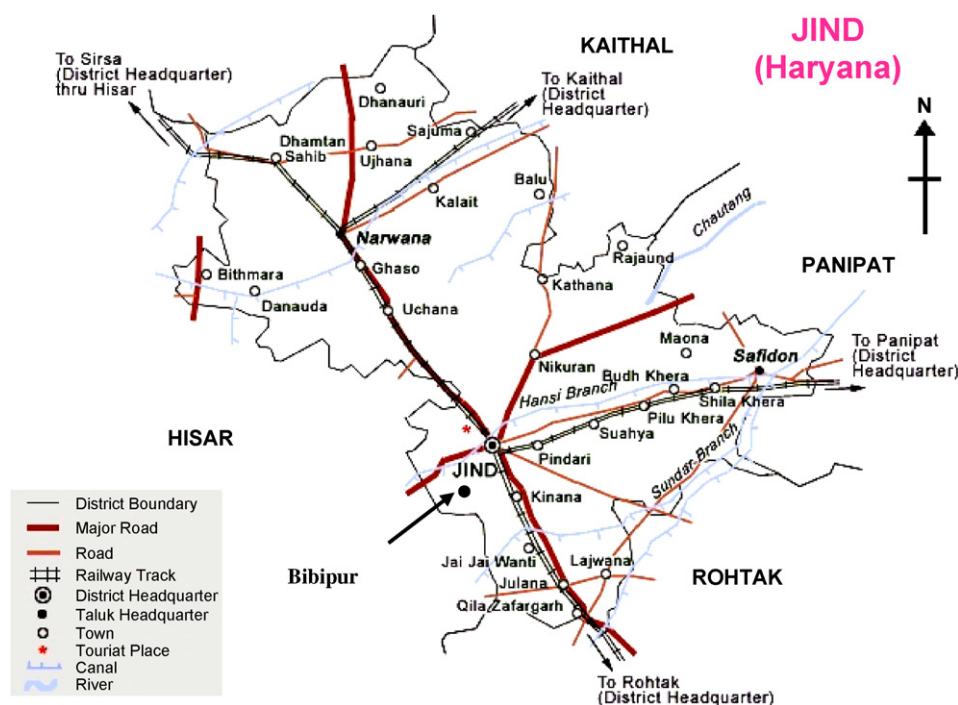 JIND
(Haryana)
KAITHAL
To Sirsa
(District Headquarter)
thru Hisar
To Kaithal
(District
Headquarter)
N
Dhanauri
Sajuma
Dhamtan
Sahib
Ujhana
Kalait
Balu
Chautang
Narwana
Rajaund
PANIPAT
Ghaso
Bithmara
Kathana
Danauda
Uchana
Maona
To Panipat
(District
Headquarter)
Safidon
Nikuran
Budh Khera
Hansi Branch
Shila Khera
Pilu Khera
HISAR
Suahya
JIND
Pindari
Sundar-Branch
Kinana
Jai Jai Wanti
Lajwana
Bibipur
Julana
ROHTAK
Qila Zafargarh
To Rohtak
(District Headquarter)
District Boundary
Major Road
Road
Railway Track
District Headquarter
Taluk Headquarter
Town
Touriat Place
Canal
River